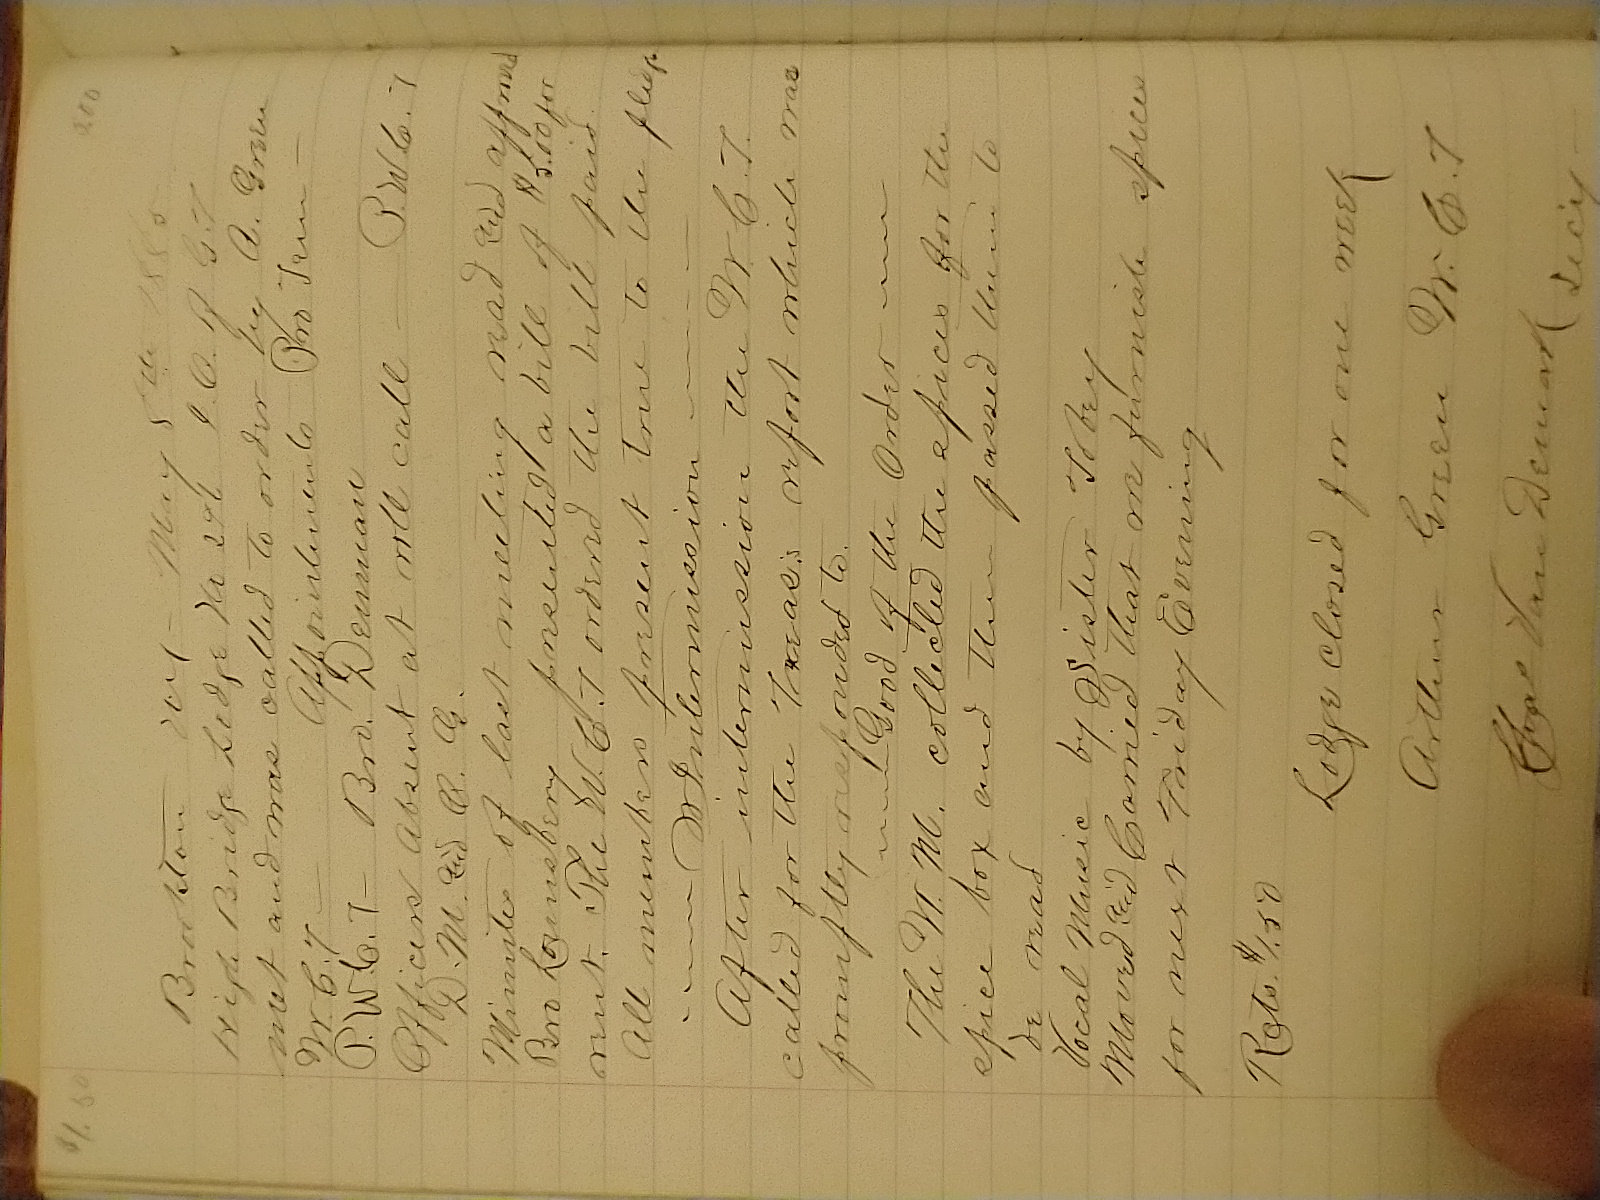 $1.50
200
Brookton NY - May 8th 1885
High Bridge Lodge No 296 I.O. of G.T
met and was called to order by A. Green
W.C.T — Appointments Pro Tem —
P.W.C.T — Bro. Denman
Officers Absent at roll call — P.W.C.T
D.M. and O.G.
Minutes of last meeting read and approved
Bro Lounsbery presented a bill of $5.00 for
rent. The W.C.T ordered the bill paid.
All members present true to the pledge
Intermission
After intermission the W.C.T.
called for the Treas's report which was
promptly responded to.
Good of the Order
The W.M. collected the spices for the
spice box and then passed them to
be read
Vocal Music by Sister Tobey
Moved and Carried that we furnish spices
for next Friday Evening
Rcts. $1.50
Lodge closed for one week
Arthur Green W.C.T
Chas Van Demark Secy —